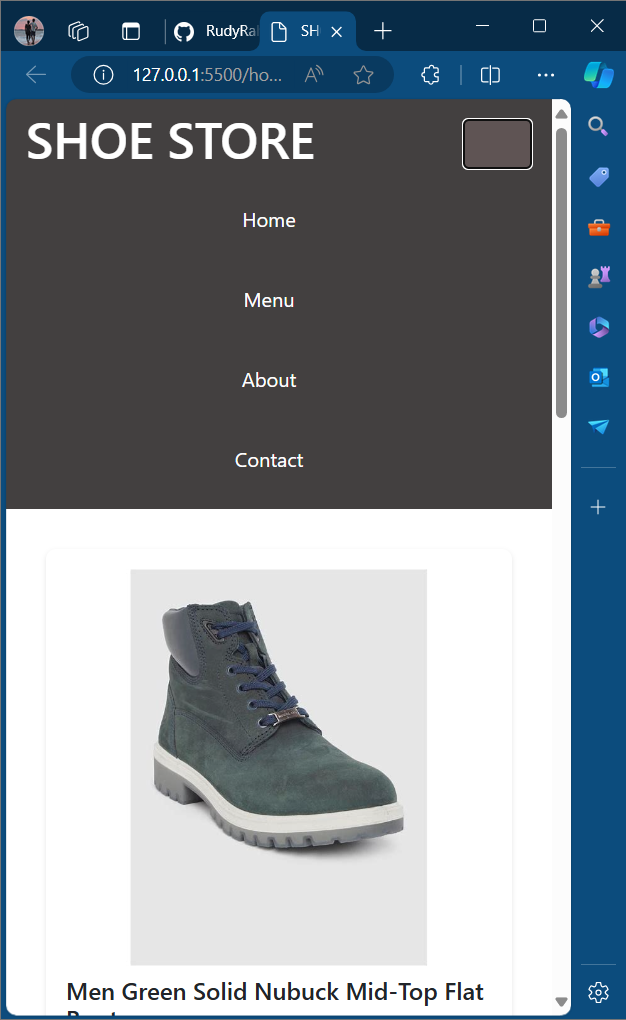 RudyRa
SH
127.0.0.1:5500/ho...
SHOE STORE
Home
Menu
About
Contact
Men Green Solid Nubuck Mid-Top Flat